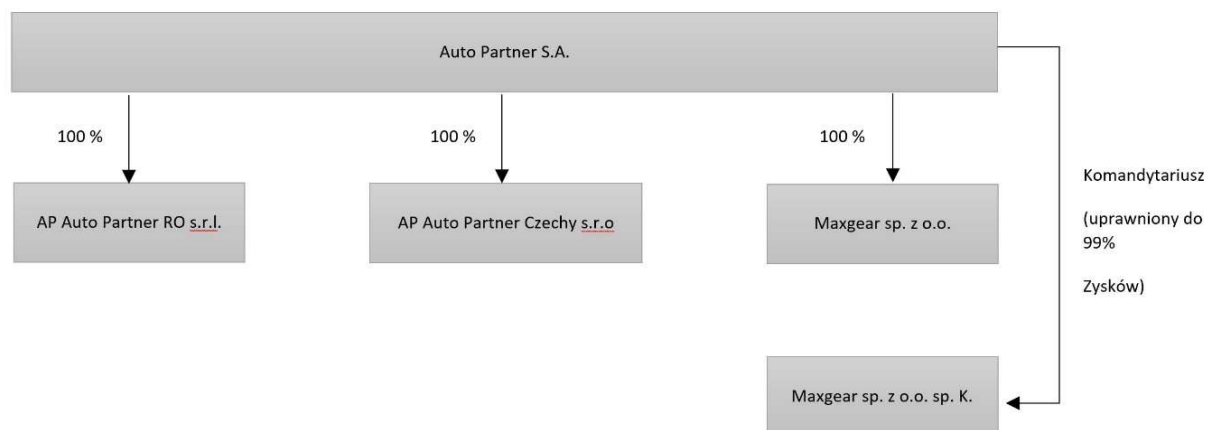 Auto Partner S.A.
100 %
100 %
100 %
AP Auto Partner RO s.r.l.
AP Auto Partner Czechy s.r.o
Maxgear sp. z o.o.
Komandytariusz
(uprawniony do
99%
Zysków)
Maxgear sp. z o.o. sp. K.